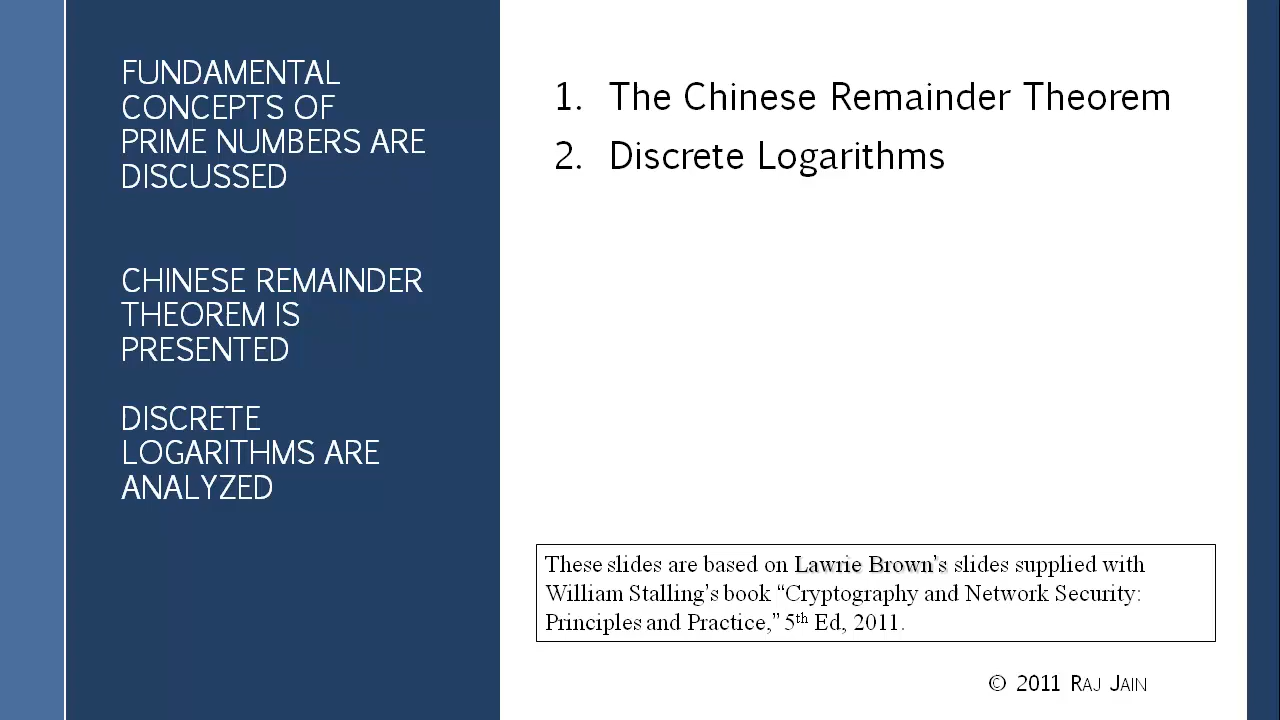 FUNDAMENTAL
CONCEPTS OF
PRIME NUMBERS ARE
DISCUSSED
CHINESE REMAINDER
THEOREM IS
PRESENTED
DISCRETE
LOGARITHMS ARE
ANALYZED
1. The Chinese Remainder Theorem
2. Discrete Logarithms
These slides are based on Lawrie Brown's slides supplied with
William Stalling's book “Cryptography and Network Security:
Principles and Practice,” 5th Ed, 2011.
© 2011 RAJ JAIN